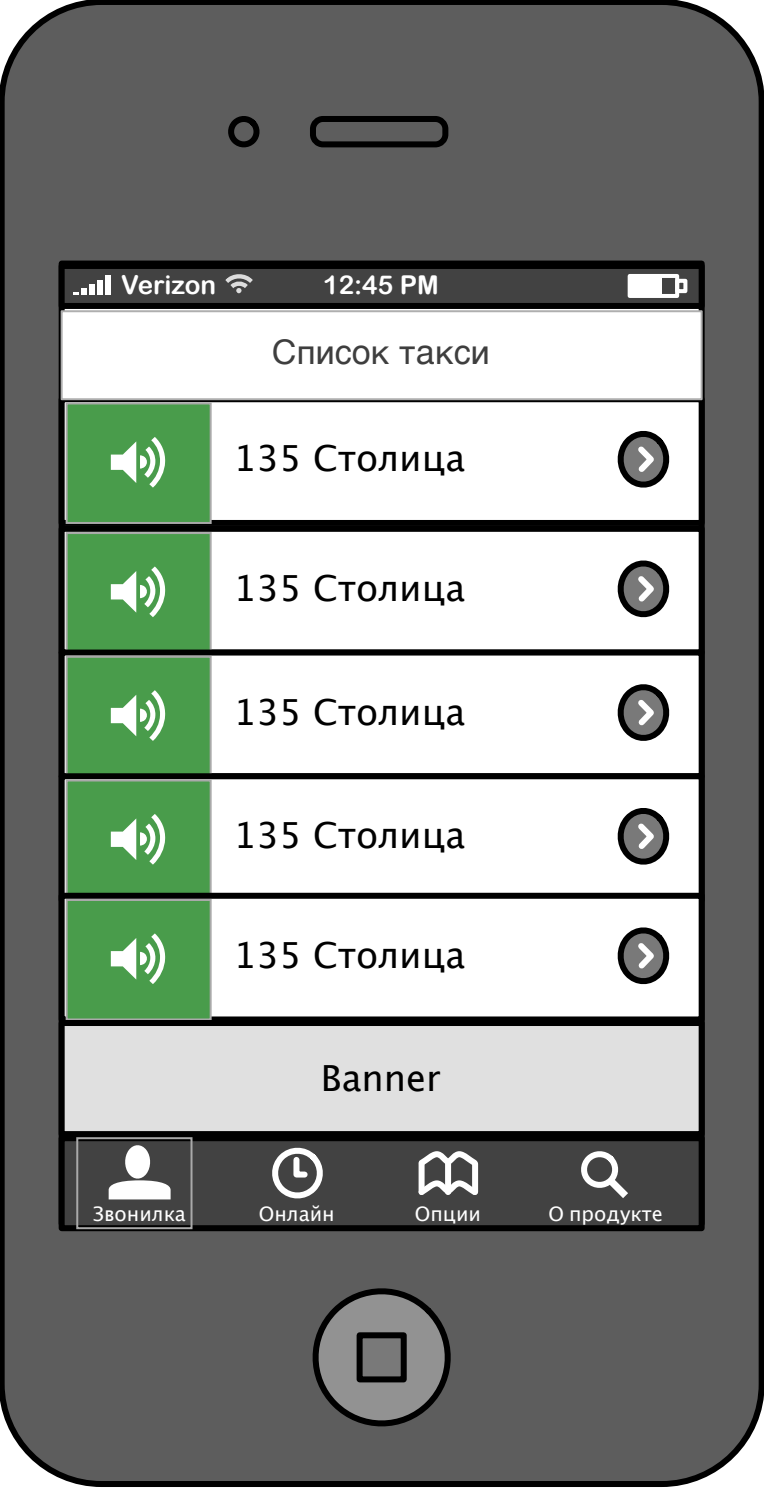 Verizon 12:45 PM
Список такси
135 Столица
135 Столица
135 Столица
135 Столица
135 Столица
Banner
Звонилка Онлайн Опции О продукте